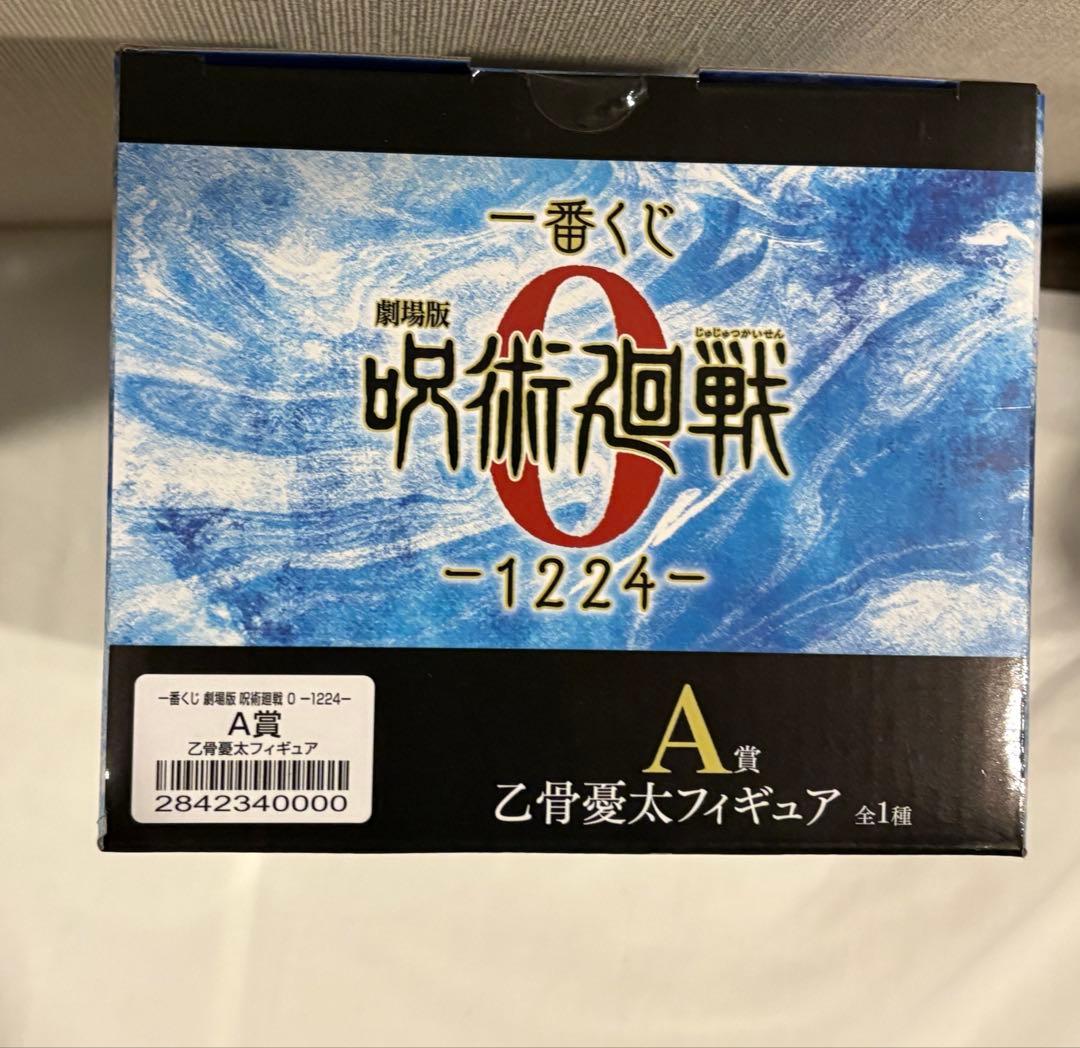 一番くじ
0
劇場版
じゅじゅつかいせん
呪術廻戦
-1224-
一番くじ 劇場版 呪術廻戦 0 -1224-
A賞
乙骨憂太フィギュア
2842340000
A賞
乙骨憂太フィギュア 全1種